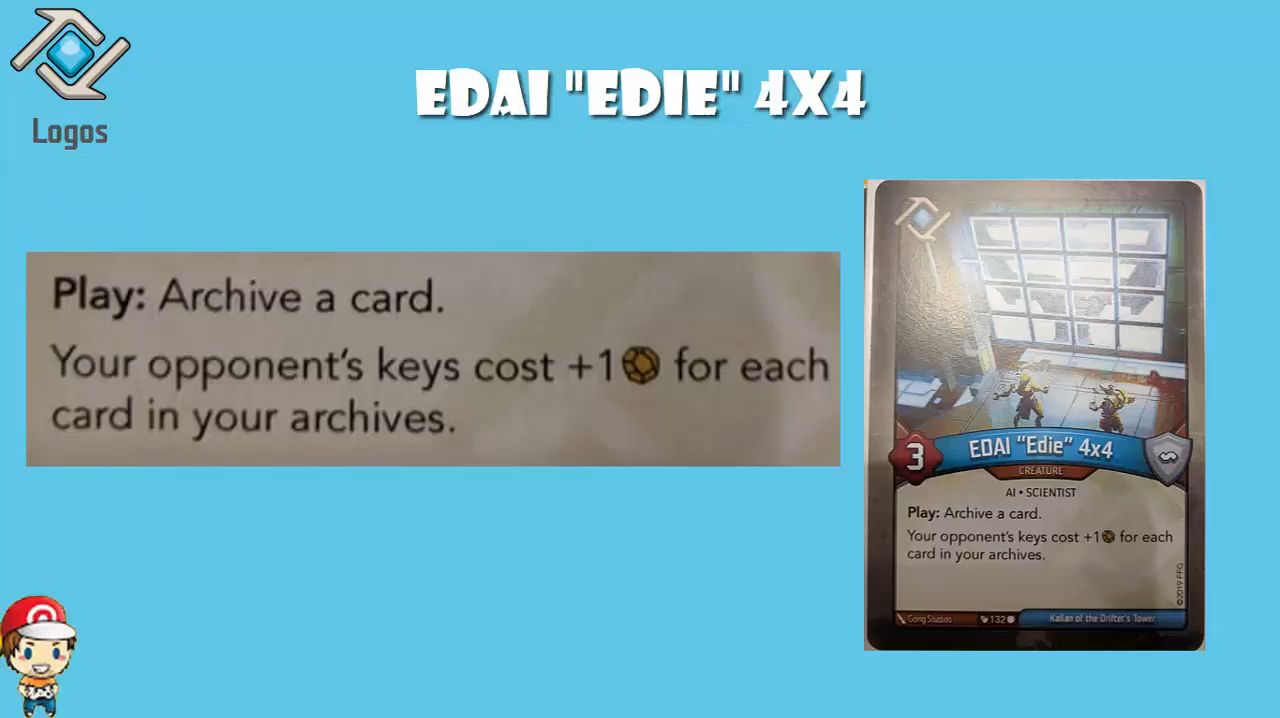 Logos
EDAI "EDIE" 4X4
Play: Archive a card.
Your opponent's keys cost +1 for each
card in your archives.
3
EDAI "Edie" 4x4
CREATURE
AI • SCIENTIST
Play: Archive a card.
Your opponent's keys cost +1 for each
card in your archives.
©2019 FFG
Gong Studios
132
Kalian of the Drifter's Tower